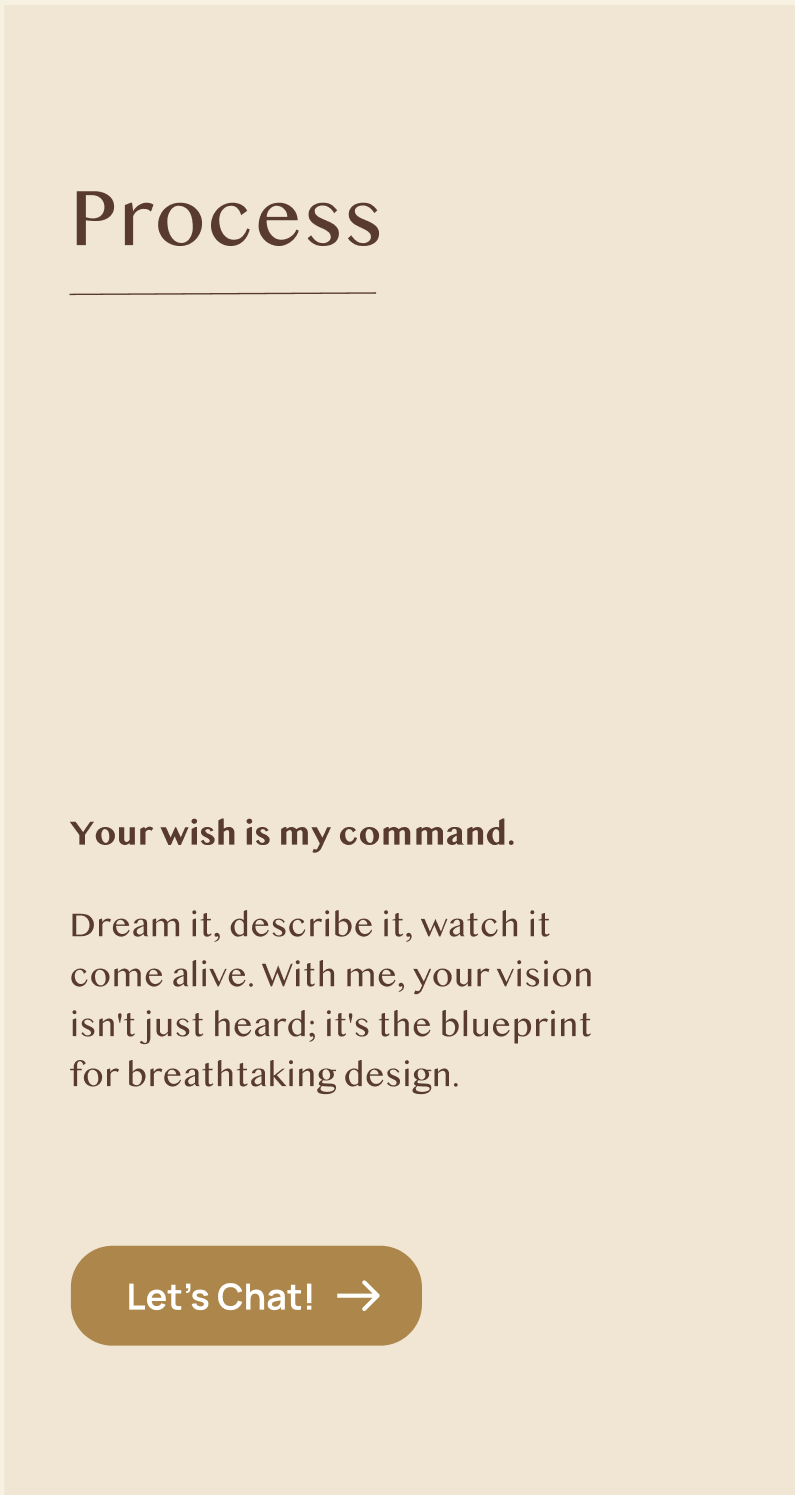 Process
Your wish is my command.
Dream it, describe it, watch it
come alive. With me, your vision
isn't just heard; it's the blueprint
for breathtaking design.
Let’s Chat!